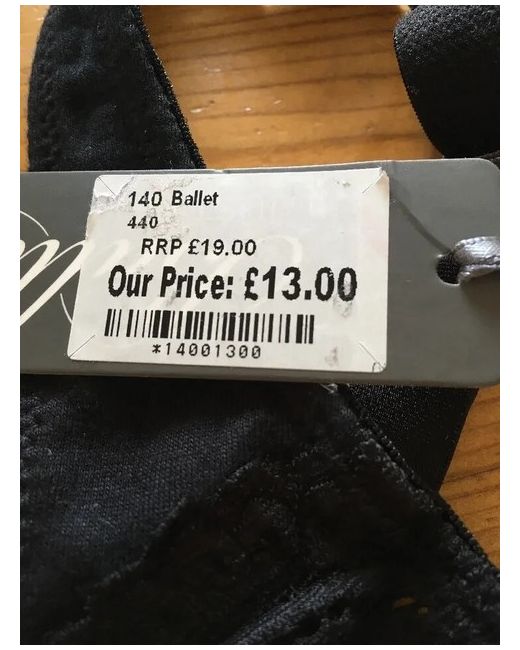 140 Ballet
440
RRP £19.00
Our Price: £13.00
*14001300